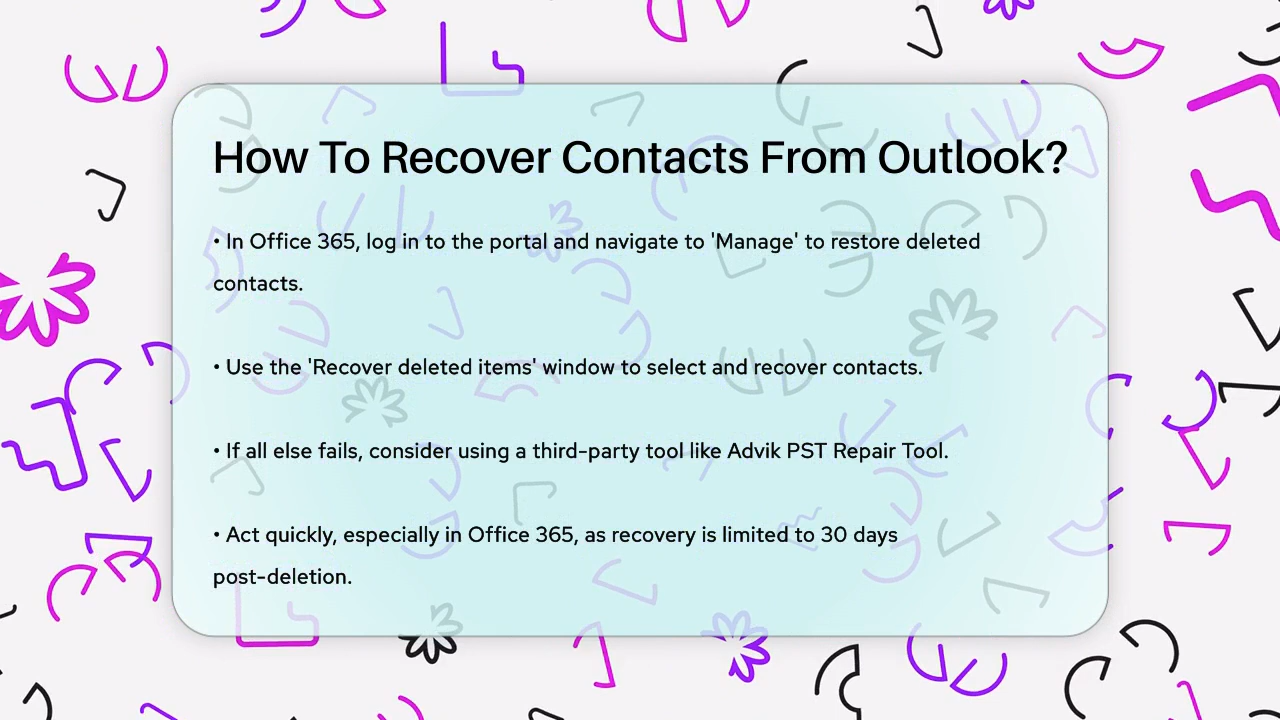 How To Recover Contacts From Outlook?
• In Office 365, log in to the portal and navigate to 'Manage' to restore deleted
contacts.
• Use the 'Recover deleted items' window to select and recover contacts.
• If all else fails, consider using a third-party tool like Advik PST Repair Tool.
• Act quickly, especially in Office 365, as recovery is limited to 30 days
post-deletion.